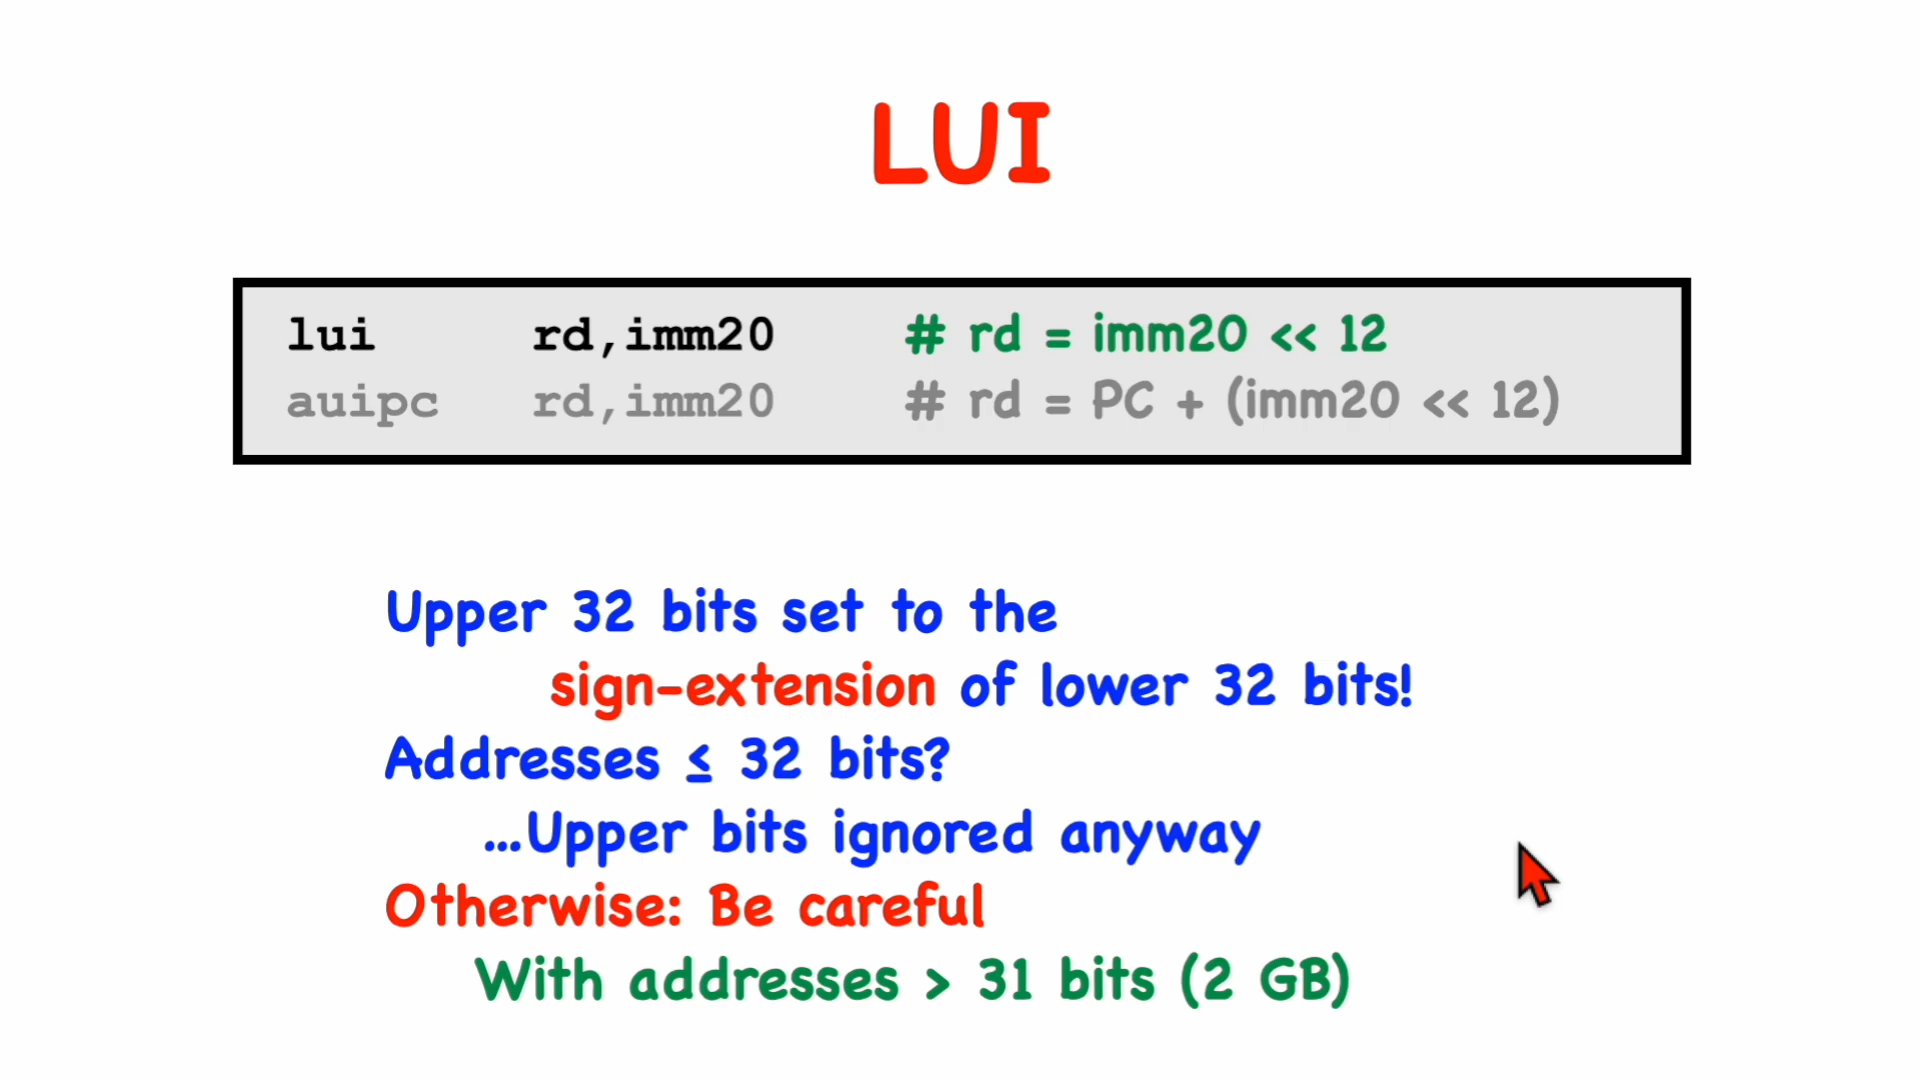 LUI
lui rd,imm20 # rd = imm20 << 12
auipc rd,imm20 # rd = PC + (imm20 << 12)
Upper 32 bits set to the
sign-extension of lower 32 bits!
Addresses ≤ 32 bits?
...Upper bits ignored anyway
Otherwise: Be careful
With addresses > 31 bits (2 GB)